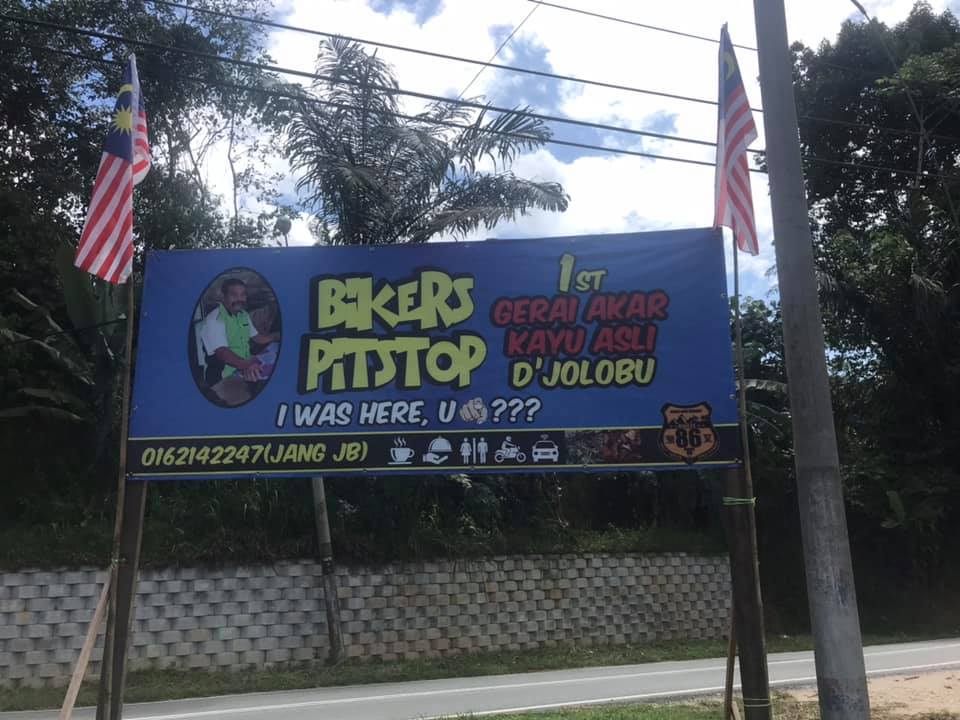 BIKERS
PITSTOP
1ST
GERAI AKAR
KAYU ASLI
D'JOLOBU
I WAS HERE, U ???
0162142247(JANG JB)
86